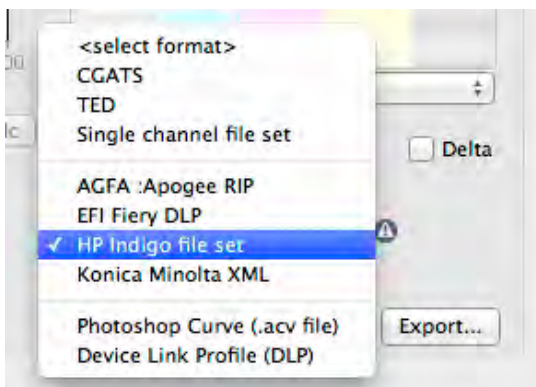 <select format>
CGATS
TED
Single channel file set
Delta
AGFA :Apogee RIP
EFI Fiery DLP
✓ HP Indigo file set
Konica Minolta XML
Photoshop Curve (.acv file)
Export...
Device Link Profile (DLP)